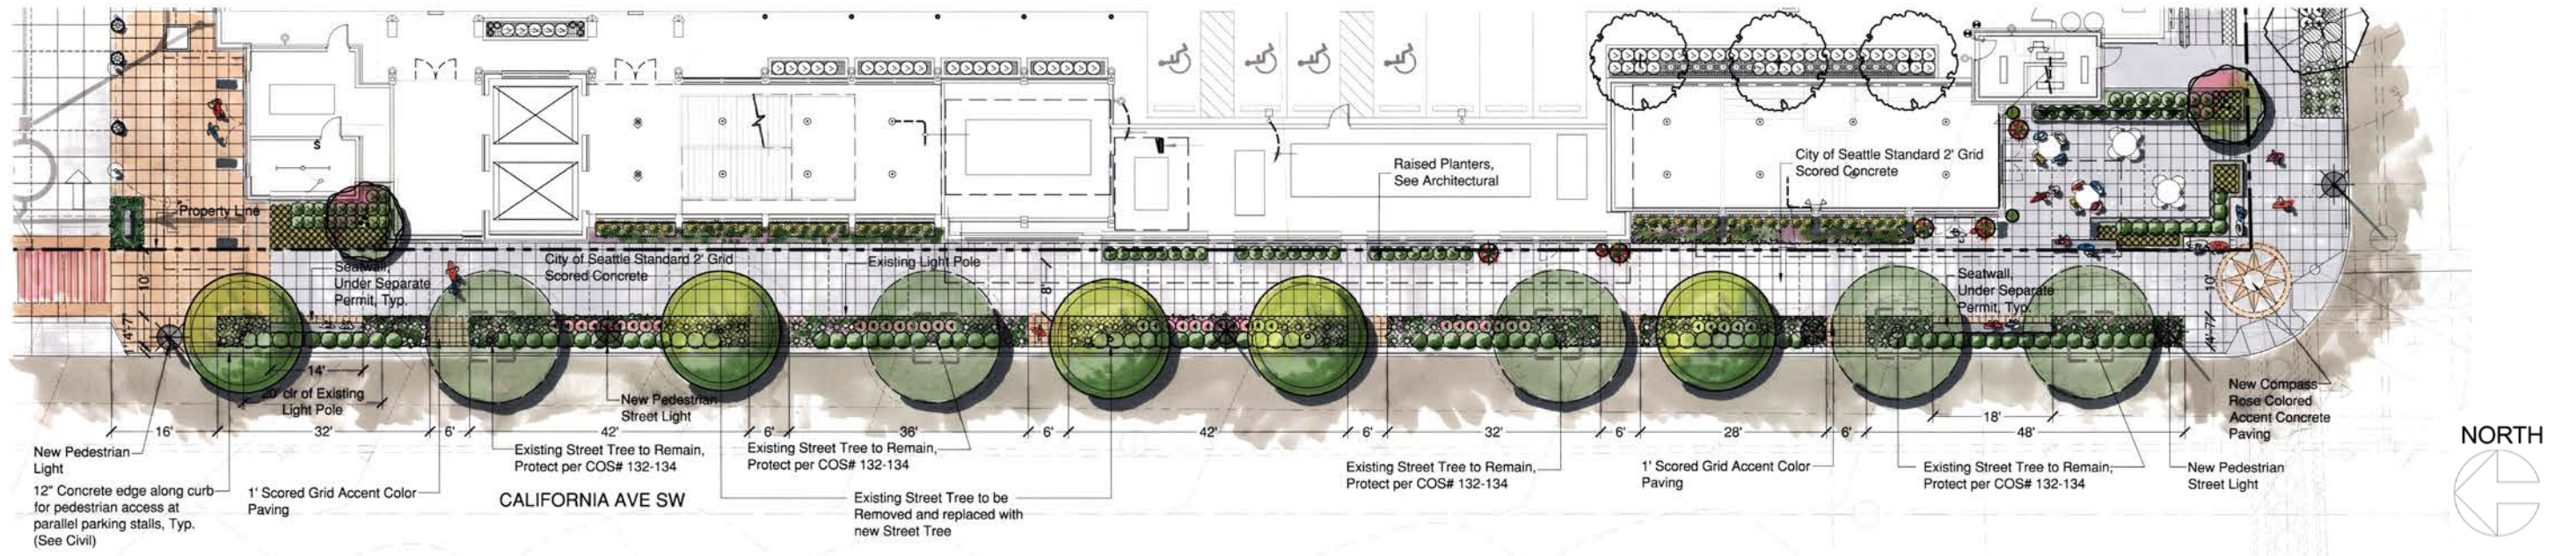 S
Property Line
Raised Planters,
See Architectural
City of Seattle Standard 2' Grid
Scored Concrete
Seatwall,
Under Separate
Permit, Typ.
City of Seattle Standard 2' Grid
Scored Concrete
Existing Light Pole
Seatwall,
Under Separate
Permit, Typ.
10'
8'
10'
14'
20' clr of Existing
Light Pole
New Pedestrian
Street Light
18'
New Compass
Rose Colored
Accent Concrete
Paving
16'
32'
6'
42'
6'
36'
6'
42'
6'
32'
6'
28'
6'
48'
NORTH
New Pedestrian
Light
Existing Street Tree to Remain,
Protect per COS# 132-134
Existing Street Tree to Remain,
Protect per COS# 132-134
Existing Street Tree to Remain,
Protect per COS# 132-134
1' Scored Grid Accent Color
Paving
Existing Street Tree to Remain,
Protect per COS# 132-134
New Pedestrian
Street Light
12" Concrete edge along curb
for pedestrian access at
parallel parking stalls, Typ.
(See Civil)
1' Scored Grid Accent Color
Paving
CALIFORNIA AVE SW
Existing Street Tree to be
Removed and replaced with
new Street Tree